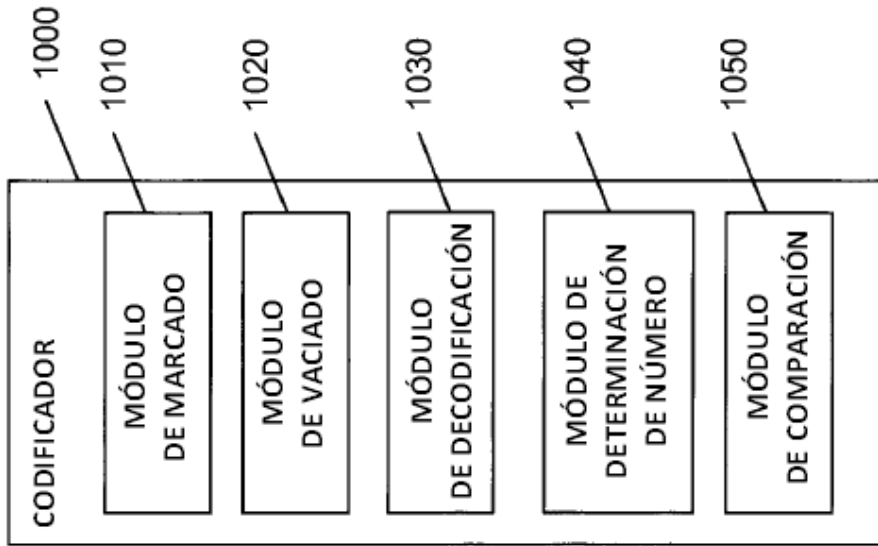 CODIFICADOR
1000
MÓDULO
DE MARCADO
1010
MÓDULO
DE VACIADO
1020
MÓDULO
DE DECODIFICACIÓN
1030
MÓDULO DE
DETERMINACIÓN
DE NÚMERO
1040
MÓDULO
DE COMPARACIÓN
1050